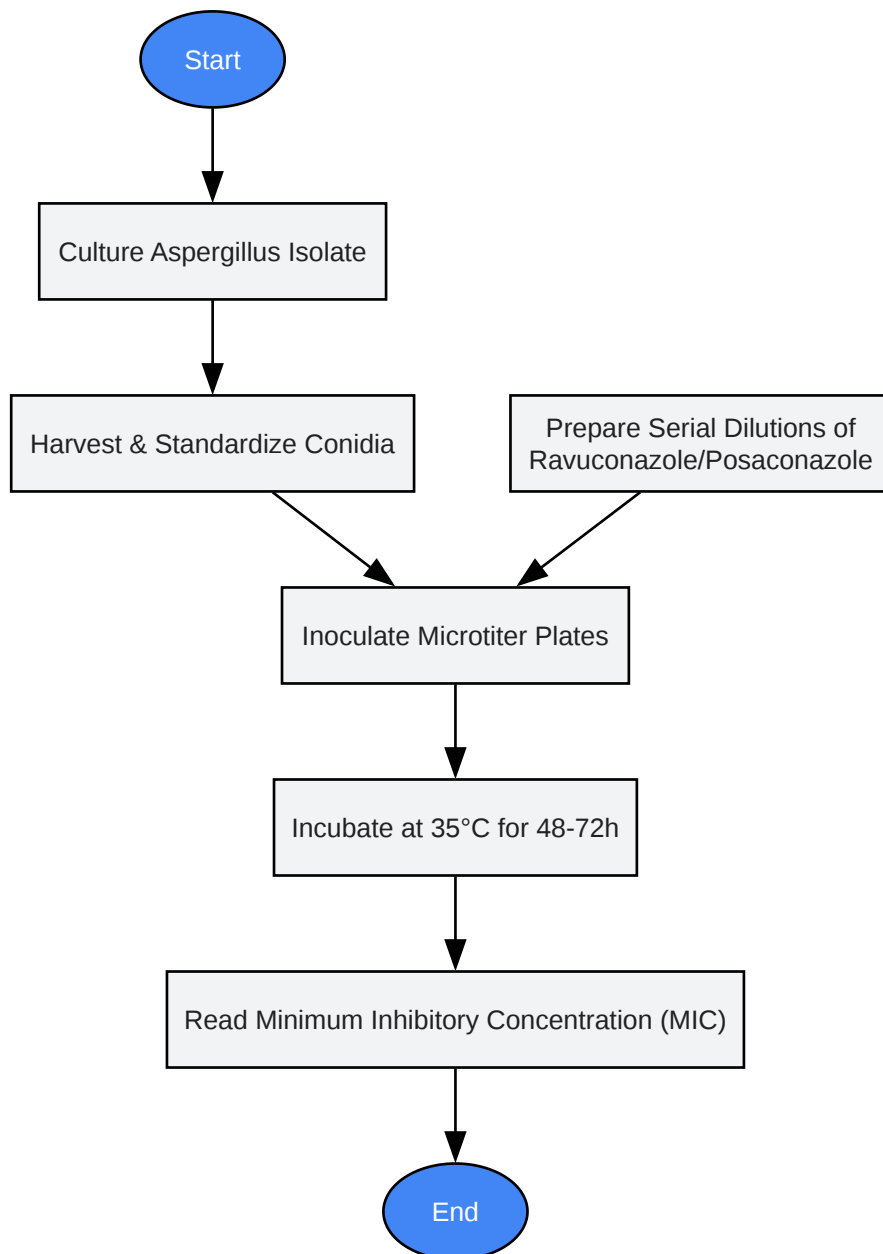 Start
Culture Aspergillus Isolate
Harvest & Standardize Conidia
Prepare Serial Dilutions of
Ravuconazole/Posaconazole
Inoculate Microtiter Plates
Incubate at 35°C for 48-72h
Read Minimum Inhibitory Concentration (MIC)
End